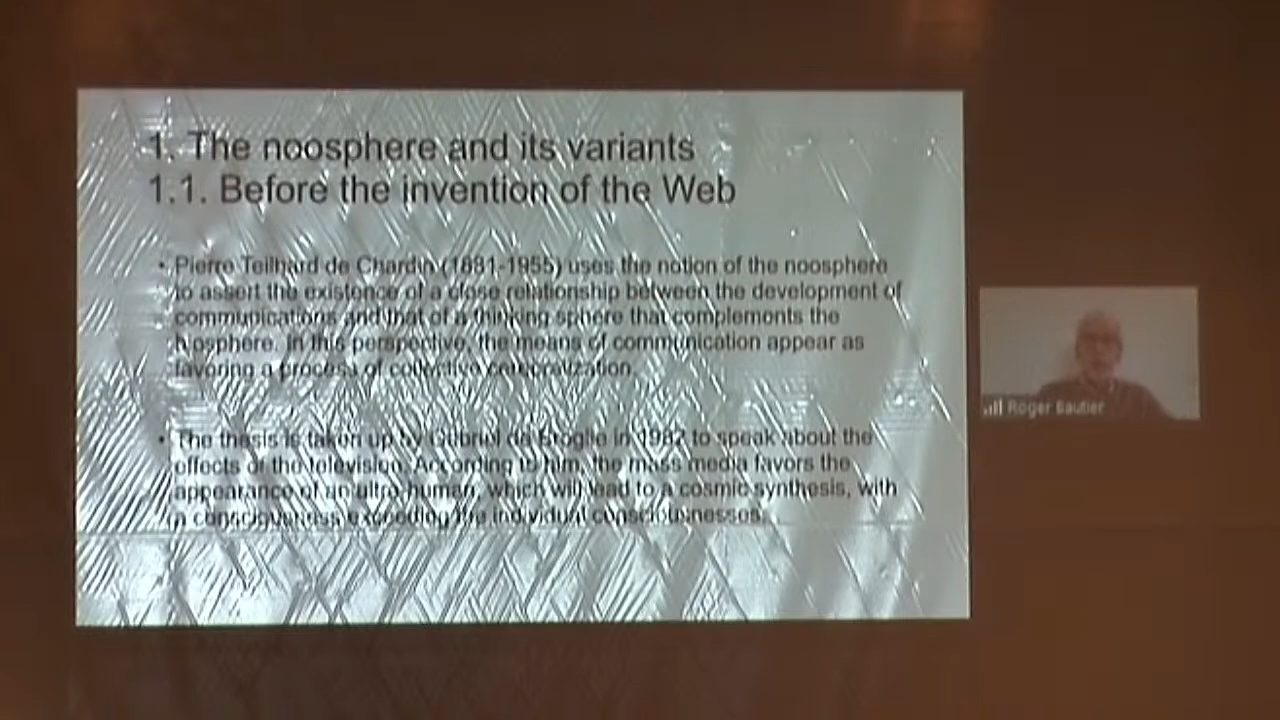 1. The noosphere and its variants
1.1. Before the invention of the Web
• Pierre Teilhard de Chardin (1881-1955) uses the notion of the noosphere
to assert the existence of a close relationship between the development of
communications and that of a thinking sphere that complements the
biosphere. In this perspective, the means of communication appear as
favoring a process of collective cerebralization.
• The thesis is taken up by Gabriel de Broglie in 1982 to speak about the
effects of the television. According to him, the mass media favors the
appearance of an ultra-human, which will lead to a cosmic synthesis, with
a consciousness exceeding the individual consciousnesses.
Roger Bautier